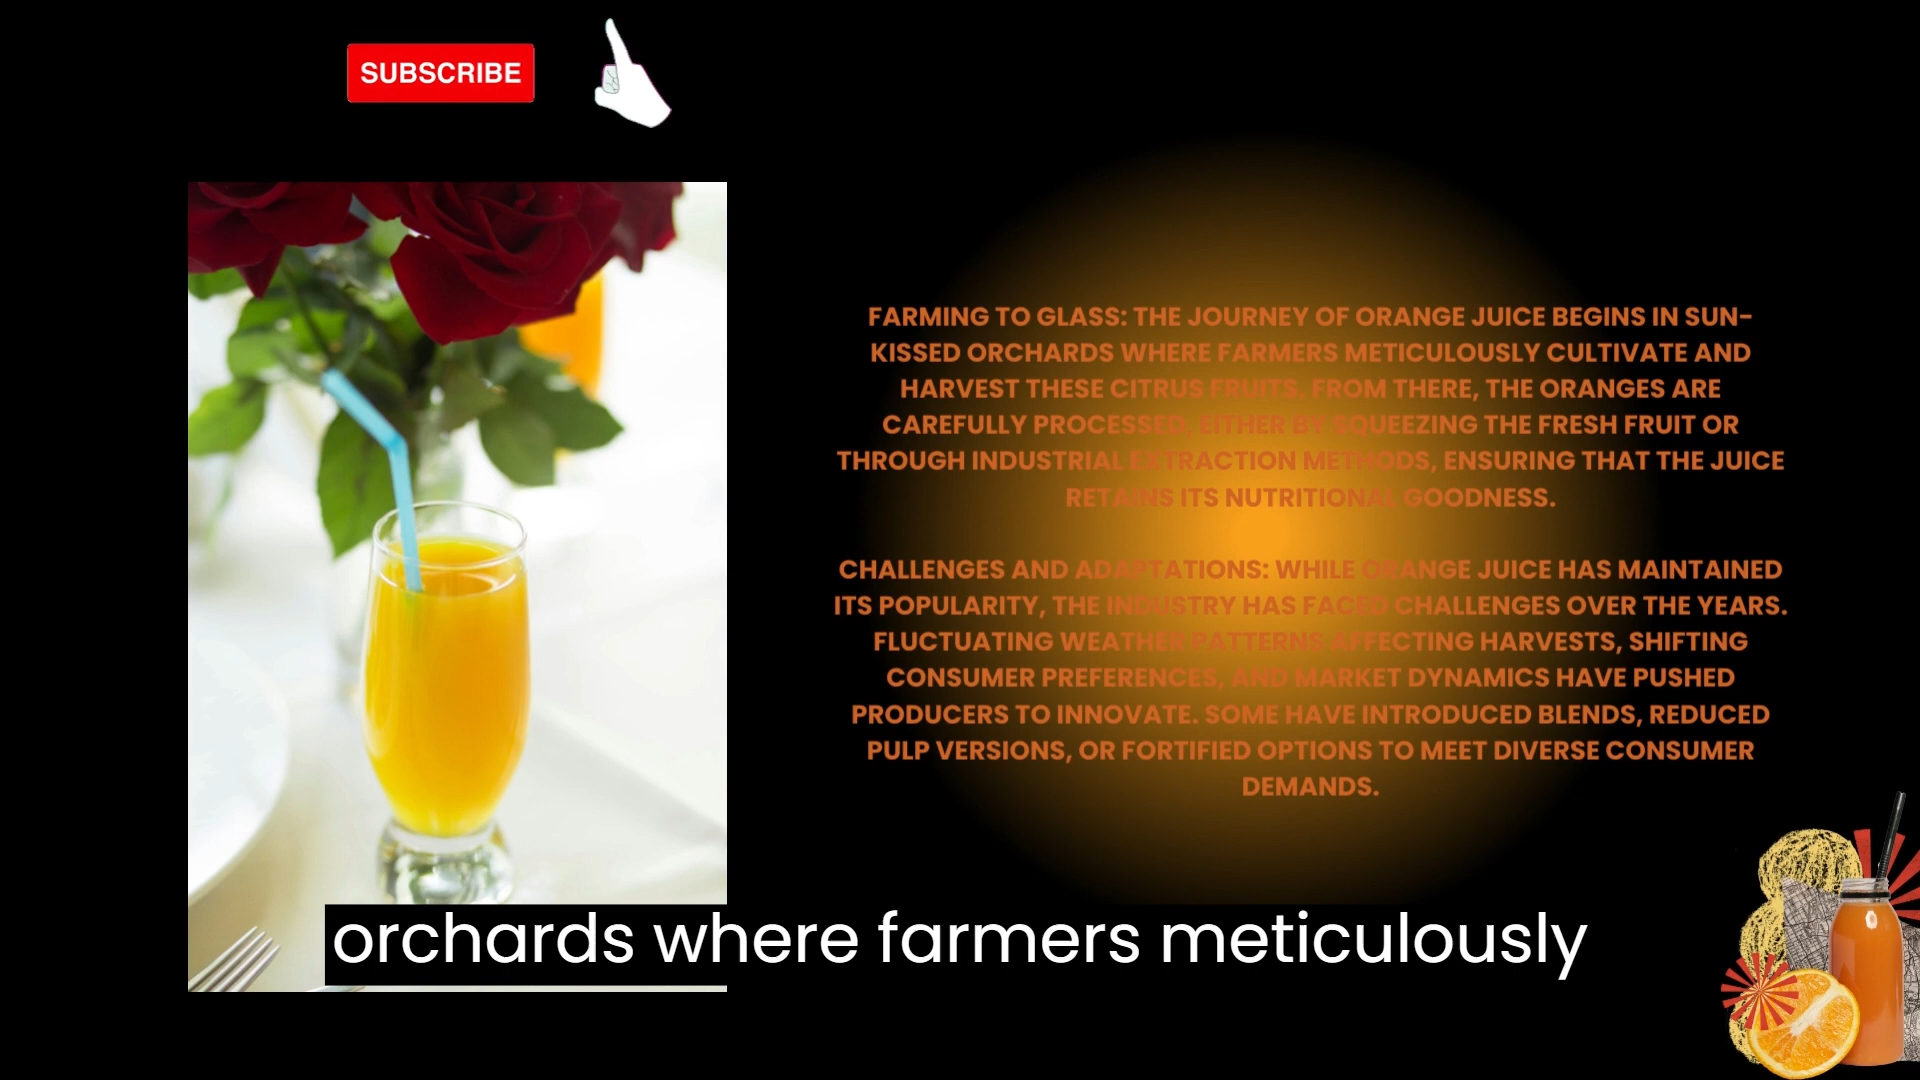 SUBSCRIBE
FARMING TO GLASS: THE JOURNEY OF ORANGE JUICE BEGINS IN SUN-
KISSED ORCHARDS WHERE FARMERS METICULOUSLY CULTIVATE AND
HARVEST THESE CITRUS FRUITS. FROM THERE, THE ORANGES ARE
CAREFULLY PROCESSED, EITHER BY SQUEEZING THE FRESH FRUIT OR
THROUGH INDUSTRIAL EXTRACTION METHODS, ENSURING THAT THE JUICE
RETAINS ITS NUTRITIONAL GOODNESS.
CHALLENGES AND ADAPTATIONS: WHILE ORANGE JUICE HAS MAINTAINED
ITS POPULARITY, THE INDUSTRY HAS FACED CHALLENGES OVER THE YEARS.
FLUCTUATING WEATHER PATTERNS AFFECTING HARVESTS, SHIFTING
CONSUMER PREFERENCES, AND MARKET DYNAMICS HAVE PUSHED
PRODUCERS TO INNOVATE. SOME HAVE INTRODUCED BLENDS, REDUCED
PULP VERSIONS, OR FORTIFIED OPTIONS TO MEET DIVERSE CONSUMER
DEMANDS.
orchards where farmers meticulously